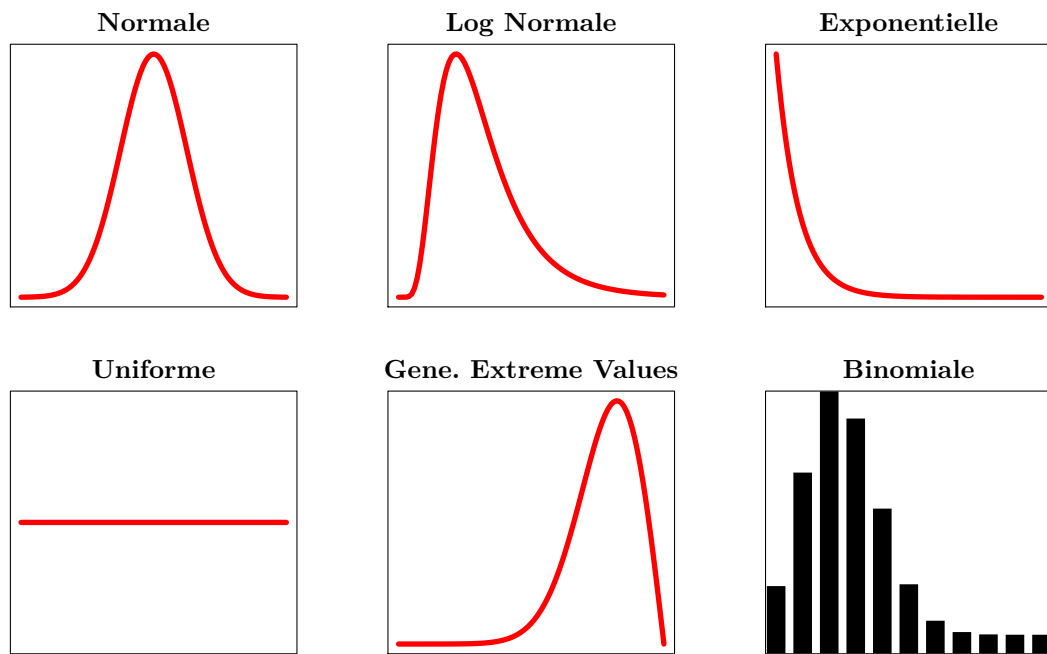 Normale
Log Normale
Exponentielle
Uniforme
Gene. Extreme Values
Binomiale